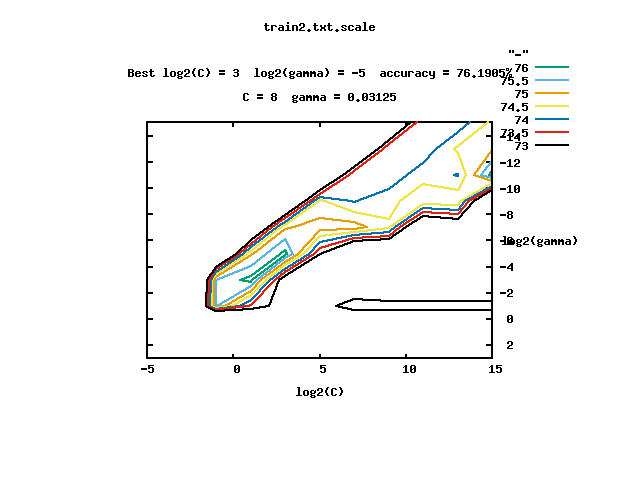 train2.txt.scale
"-"
Best log2(C) = 3 log2(gamma) = -5 accuracy = 76.1905%
76
75.5
75
C = 8 gamma = 0.03125
74.5
74
73.5
73
-14
-12
-10
-8
-6
log2(gamma)
-4
-2
0
2
-5 0 5 10 15
log2(C)